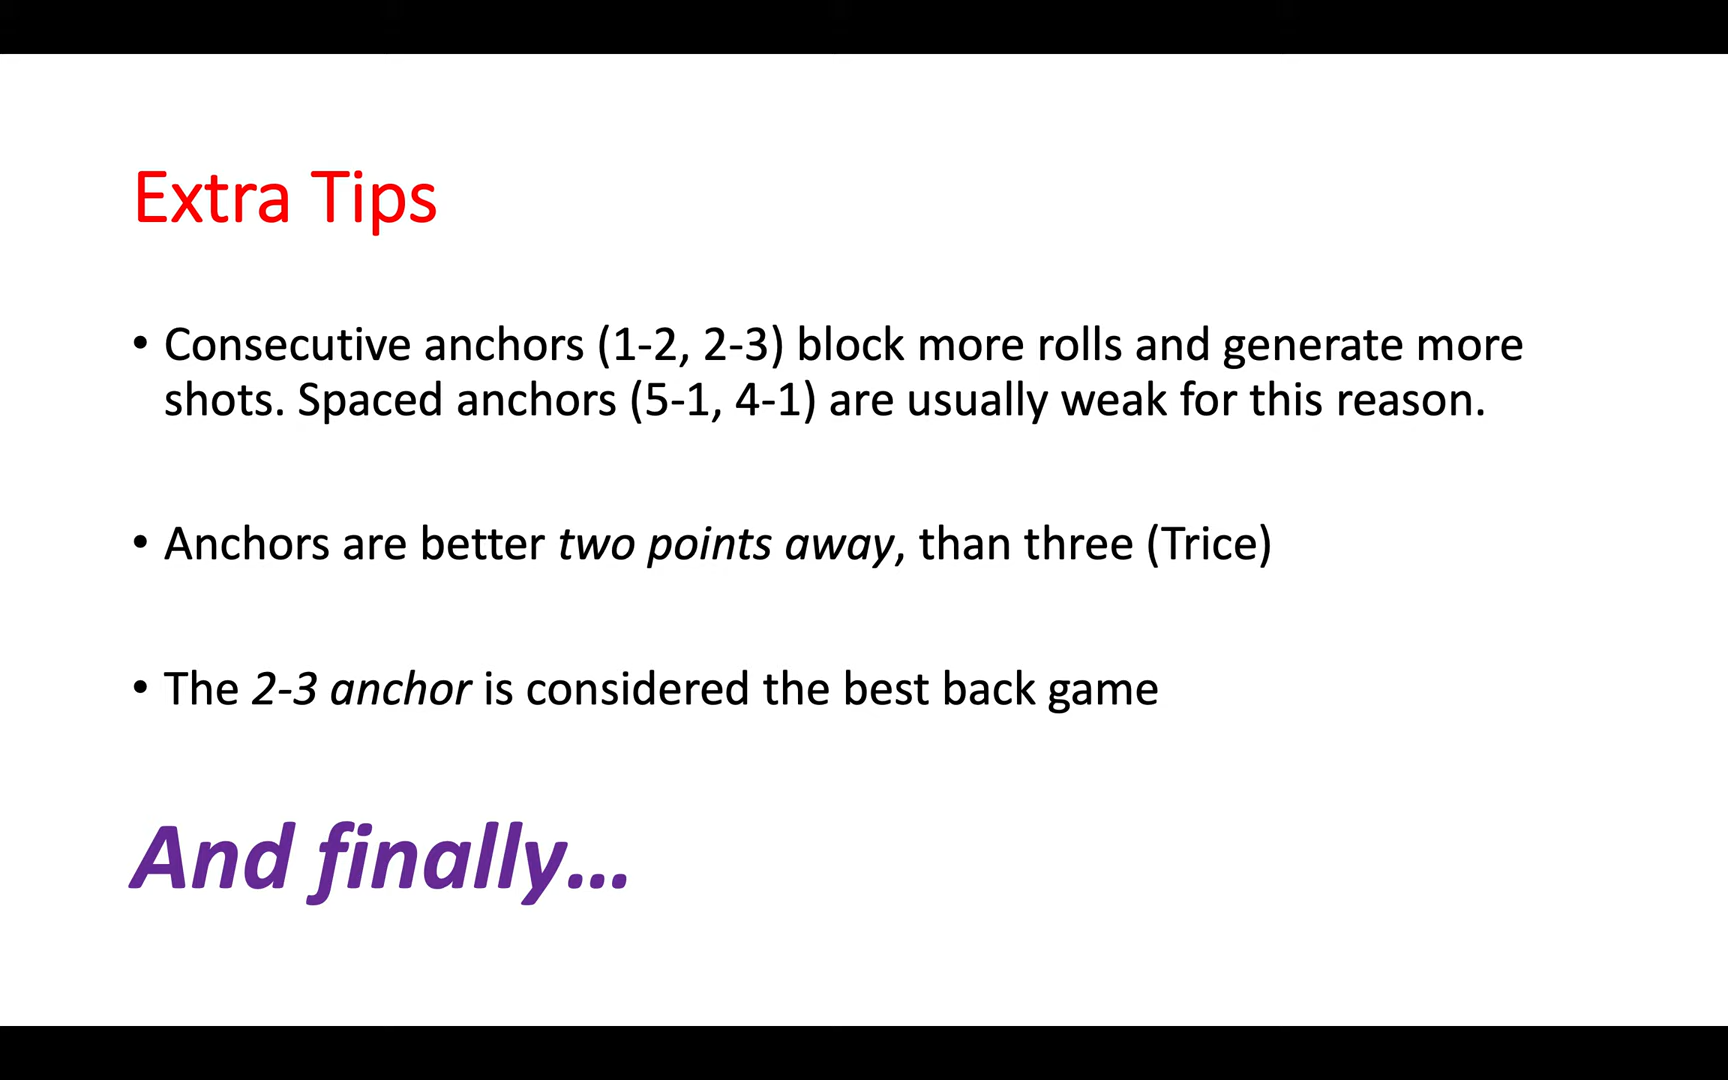 Extra Tips
• Consecutive anchors (1-2, 2-3) block more rolls and generate more
shots. Spaced anchors (5-1, 4-1) are usually weak for this reason.
• Anchors are better two points away, than three (Trice)
• The 2-3 anchor is considered the best back game
And finally...